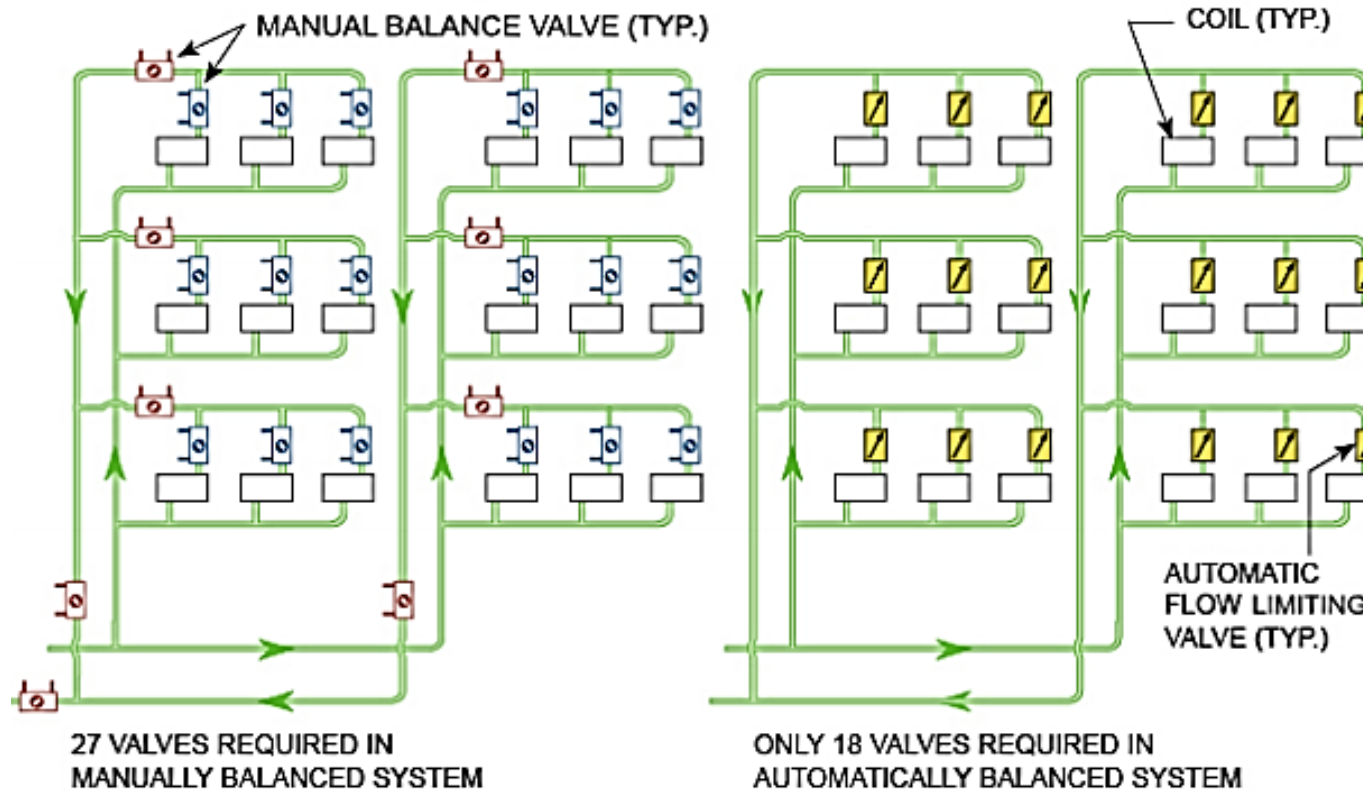 MANUAL BALANCE VALVE (TYP.)
COIL (TYP.)
AUTOMATIC
FLOW LIMITING
VALVE (TYP.)
27 VALVES REQUIRED IN
MANUALLY BALANCED SYSTEM
ONLY 18 VALVES REQUIRED IN
AUTOMATICALLY BALANCED SYSTEM